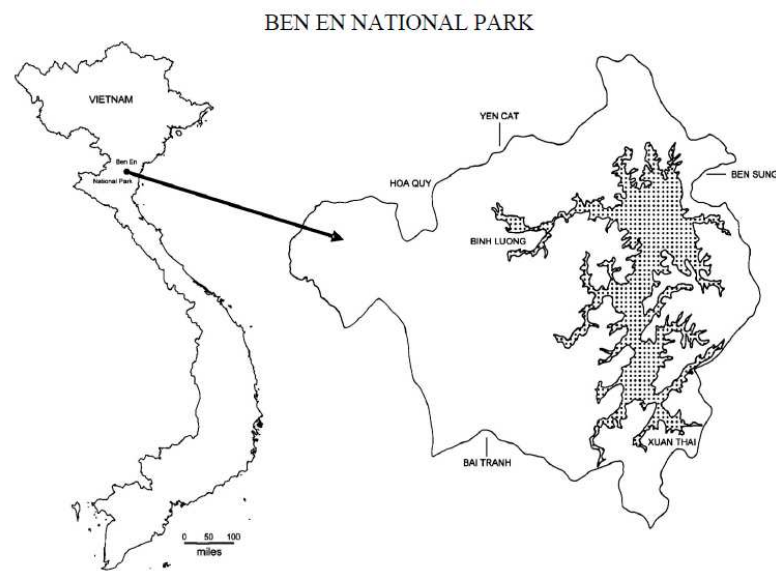 BEN EN NATIONAL PARK
VIETNAM
Ben En
National Park
YEN CAT
HOA QUY
BEN SUNG
BINH LUONG
BAI TRANH
XUAN THAI
0 50 100
miles